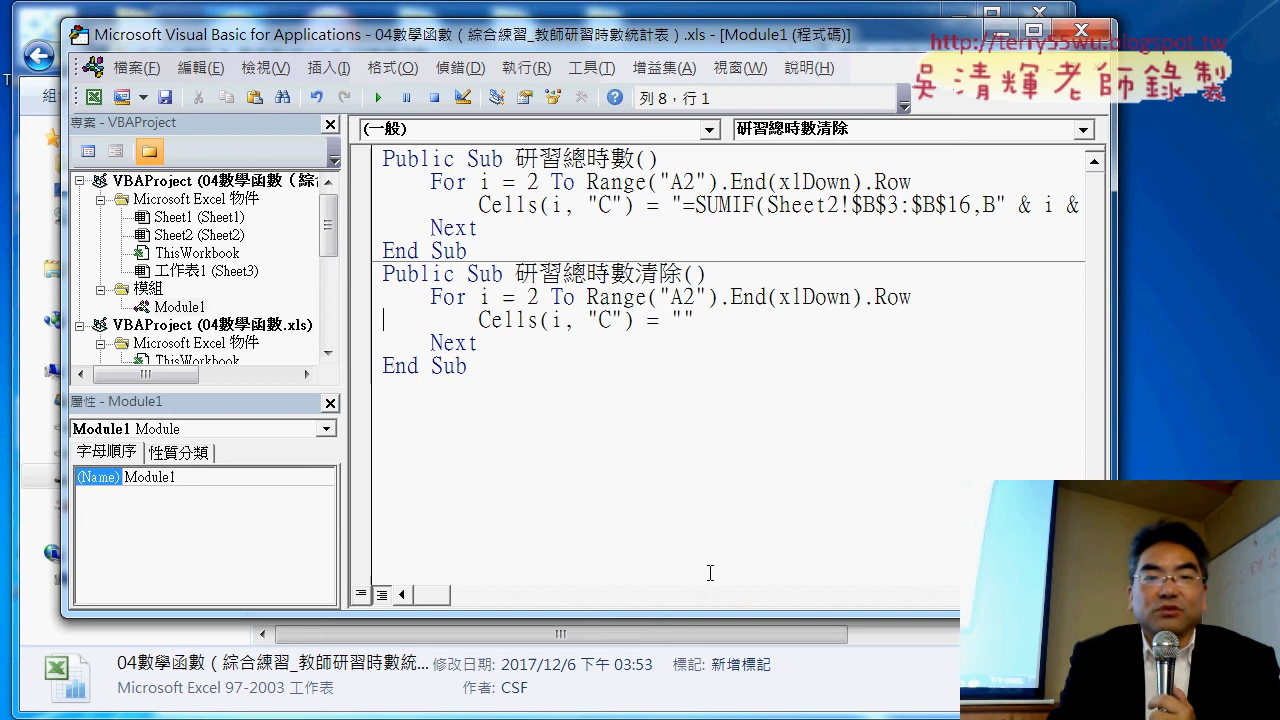 Microsoft Visual Basic for Applications - 04數學函數（綜合練習_教師研習時數統計表）.xls - [Module1 (程式碼)]
http://terry55wu.blogspot.tw
吳清輝老師錄製
檔案(F) 編輯(E) 檢視(V) 插入(I) 格式(O) 偵錯(D) 執行(R) 工具(T) 增益集(A) 視窗(W) 說明(H)
組
列 8，行 1
專案 - VBAProject
(一般)
研習總時數清除
VBAProject (04數學函數（綜
Microsoft Excel 物件
Sheet1 (Sheet1)
Sheet2 (Sheet2)
ThisWorkbook
工作表1 (Sheet3)
模組
Module1
VBAProject (04數學函數.xls)
Microsoft Excel 物件
ThisWorkbook
Public Sub 研習總時數()
For i = 2 To Range("A2").End(xlDown).Row
Cells(i, "C") = "=SUMIF(Sheet2!$B$3:$B$16,B" & i &
Next
End Sub
Public Sub 研習總時數清除()
For i = 2 To Range("A2").End(xlDown).Row
Cells(i, "C") = ""
Next
End Sub
屬性 - Module1
Module1 Module
字母順序 性質分類
(Name) Module1
04數學函數（綜合練習_教師研習時數統... 修改日期: 2017/12/6 下午 03:53 標記: 新增標記
Microsoft Excel 97-2003 工作表 作者: CSF